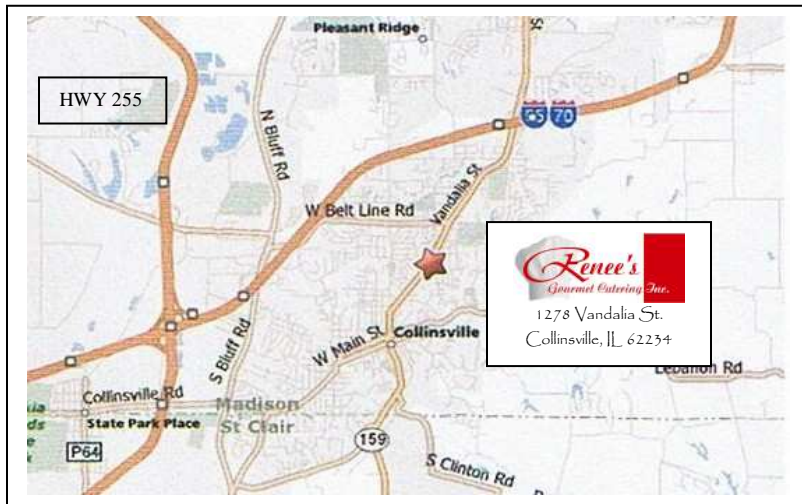 Pleasant Ridge
St
HWY 255
N Bluff Rd
70
Vandalia St
W Belt Line Rd
Renee's
Gourmet Catering Inc.
1278 Vandalia St.
Collinsville, IL 62234
S Bluff Rd
W Main St
Collinsville
Lebanon Rd
Collinsville Rd
Madison
St Clair
State Park Place
159
P64
S Clinton Rd